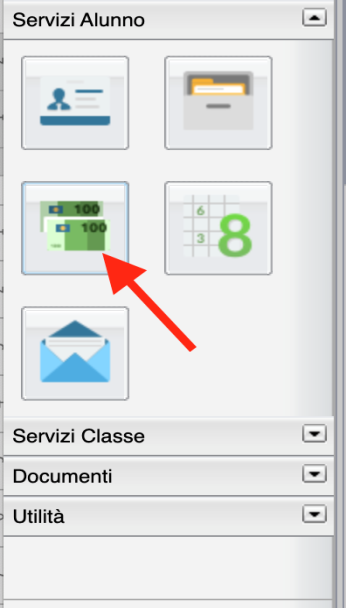 Servizi Alunno
100
100
6
3
8
Servizi Classe
Documenti
Utilità